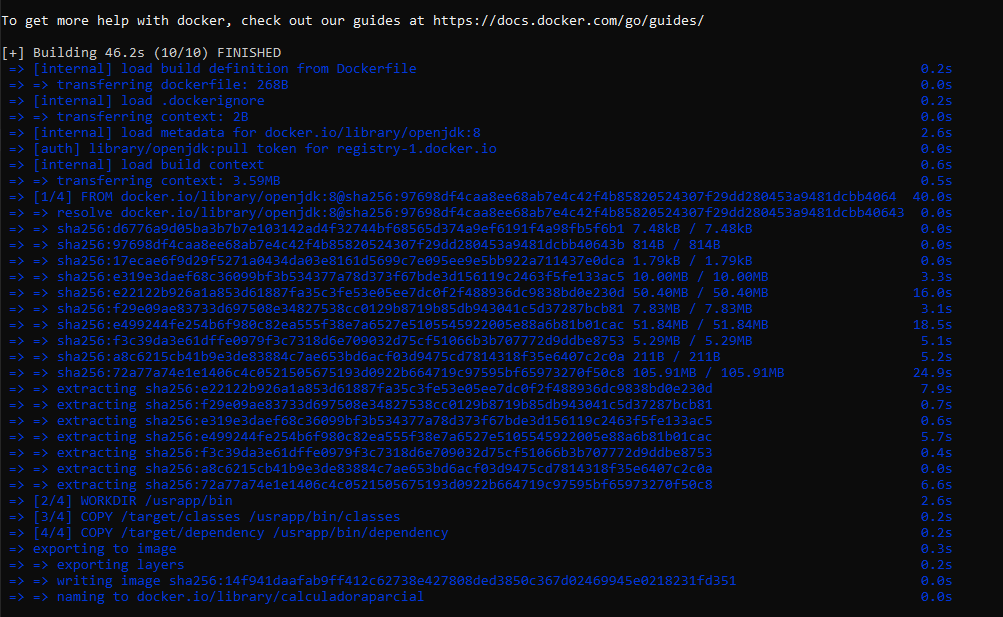 To get more help with docker, check out our guides at https://docs.docker.com/go/guides/
[+] Building 46.2s (10/10) FINISHED
=> [internal] load build definition from Dockerfile 0.2s
=> => transferring dockerfile: 268B 0.0s
=> [internal] load .dockerignore 0.2s
=> => transferring context: 2B 0.0s
=> [internal] load metadata for docker.io/library/openjdk:8 2.6s
=> [auth] library/openjdk:pull token for registry-1.docker.io 0.0s
=> [internal] load build context 0.6s
=> => transferring context: 3.59MB 0.5s
=> [1/4] FROM docker.io/library/openjdk:8@sha256:97698df4caa8ee68ab7e4c42f4b85820524307f29dd280453a9481dcbb4064 40.0s
=> => resolve docker.io/library/openjdk:8@sha256:97698df4caa8ee68ab7e4c42f4b85820524307f29dd280453a9481dcbb40643 0.0s
=> => sha256:d6776a9d05ba3b7b7e103142ad4f32744bf68565d374a9ef6191f4a98fb5f6b1 7.48kB / 7.48kB 0.0s
=> => sha256:97698df4caa8ee68ab7e4c42f4b85820524307f29dd280453a9481dcbb40643b 814B / 814B 0.0s
=> => sha256:17ecae6f9d29f5271a0434da03e8161d5699c7e095ee9e5bb922a711437e0dca 1.79kB / 1.79kB 0.0s
=> => sha256:e319e3daef68c36099bf3b534377a78d373f67bde3d156119c2463f5fe133ac5 10.00MB / 10.00MB 3.3s
=> => sha256:e22122b926a1a853d61887fa35c3fe53e05ee7dc0f2f488936dc9838bd0e230d 50.40MB / 50.40MB 16.0s
=> => sha256:f29e09ae83733d697508e34827538cc0129b8719b85db943041c5d37287bcb81 7.83MB / 7.83MB 3.1s
=> => sha256:e499244fe254b6f980c82ea555f38e7a6527e5105545922005e88a6b81b01cac 51.84MB / 51.84MB 18.5s
=> => sha256:f3c39da3e61dffe0979f3c7318d6e709032d75cf51066b3b707772d9ddbe8753 5.29MB / 5.29MB 5.1s
=> => sha256:a8c6215cb41b9e3de83884c7ae653bd6acf03d9475cd7814318f35e6407c2c0a 211B / 211B 5.2s
=> => sha256:72a77a74e1e1406c4c0521505675193d0922b664719c97595bf65973270f50c8 105.91MB / 105.91MB 24.9s
=> => extracting sha256:e22122b926a1a853d61887fa35c3fe53e05ee7dc0f2f488936dc9838bd0e230d 7.9s
=> => extracting sha256:f29e09ae83733d697508e34827538cc0129b8719b85db943041c5d37287bcb81 0.7s
=> => extracting sha256:e319e3daef68c36099bf3b534377a78d373f67bde3d156119c2463f5fe133ac5 0.6s
=> => extracting sha256:e499244fe254b6f980c82ea555f38e7a6527e5105545922005e88a6b81b01cac 5.7s
=> => extracting sha256:f3c39da3e61dffe0979f3c7318d6e709032d75cf51066b3b707772d9ddbe8753 0.4s
=> => extracting sha256:a8c6215cb41b9e3de83884c7ae653bd6acf03d9475cd7814318f35e6407c2c0a 0.0s
=> => extracting sha256:72a77a74e1e1406c4c0521505675193d0922b664719c97595bf65973270f50c8 6.6s
=> [2/4] WORKDIR /usrapp/bin 2.6s
=> [3/4] COPY /target/classes /usrapp/bin/classes 0.2s
=> [4/4] COPY /target/dependency /usrapp/bin/dependency 0.2s
=> exporting to image 0.3s
=> => exporting layers 0.2s
=> => writing image sha256:14f941daafab9ff412c62738e427808ded3850c367d02469945e0218231fd351 0.0s
=> => naming to docker.io/library/calculadoraparcial 0.0s